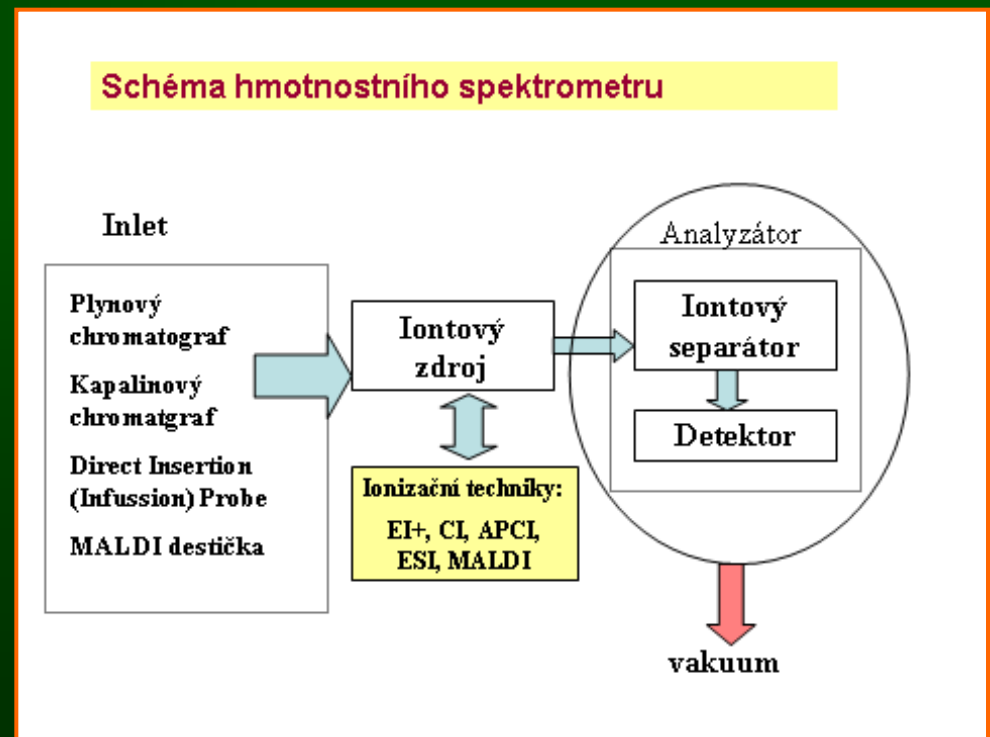 Schéma hmotnostního spektrometru
Inlet
Plynový
chromatograf
Kapalinový
chromatgraf
Direct Insertion
(Infussion) Probe
MALDI destička
Iontový
zdroj
Ionizační techniky:
EI+, CI, APCI,
ESI, MALDI
Analyzátor
Iontový
separátor
Detektor
vakuum